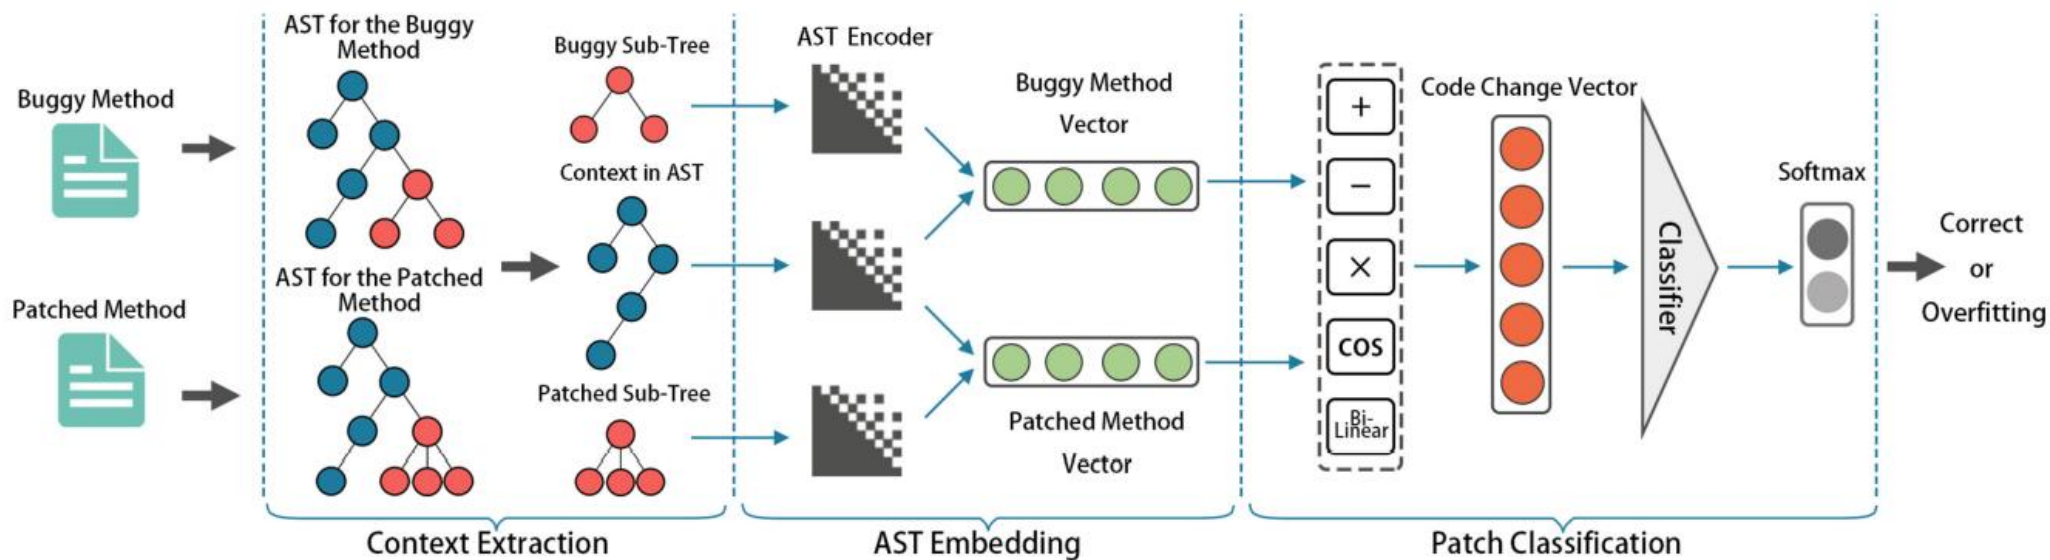 Buggy Method
Patched Method
AST for the Buggy
Method
AST for the Patched
Method
Buggy Sub-Tree
Context in AST
Patched Sub-Tree
Context Extraction
AST Encoder
Buggy Method
Vector
Patched Method
Vector
AST Embedding
+
−
×
COS
Bi-
Linear
Code Change Vector
Classifier
Softmax
Patch Classification
Correct
or
Overfitting